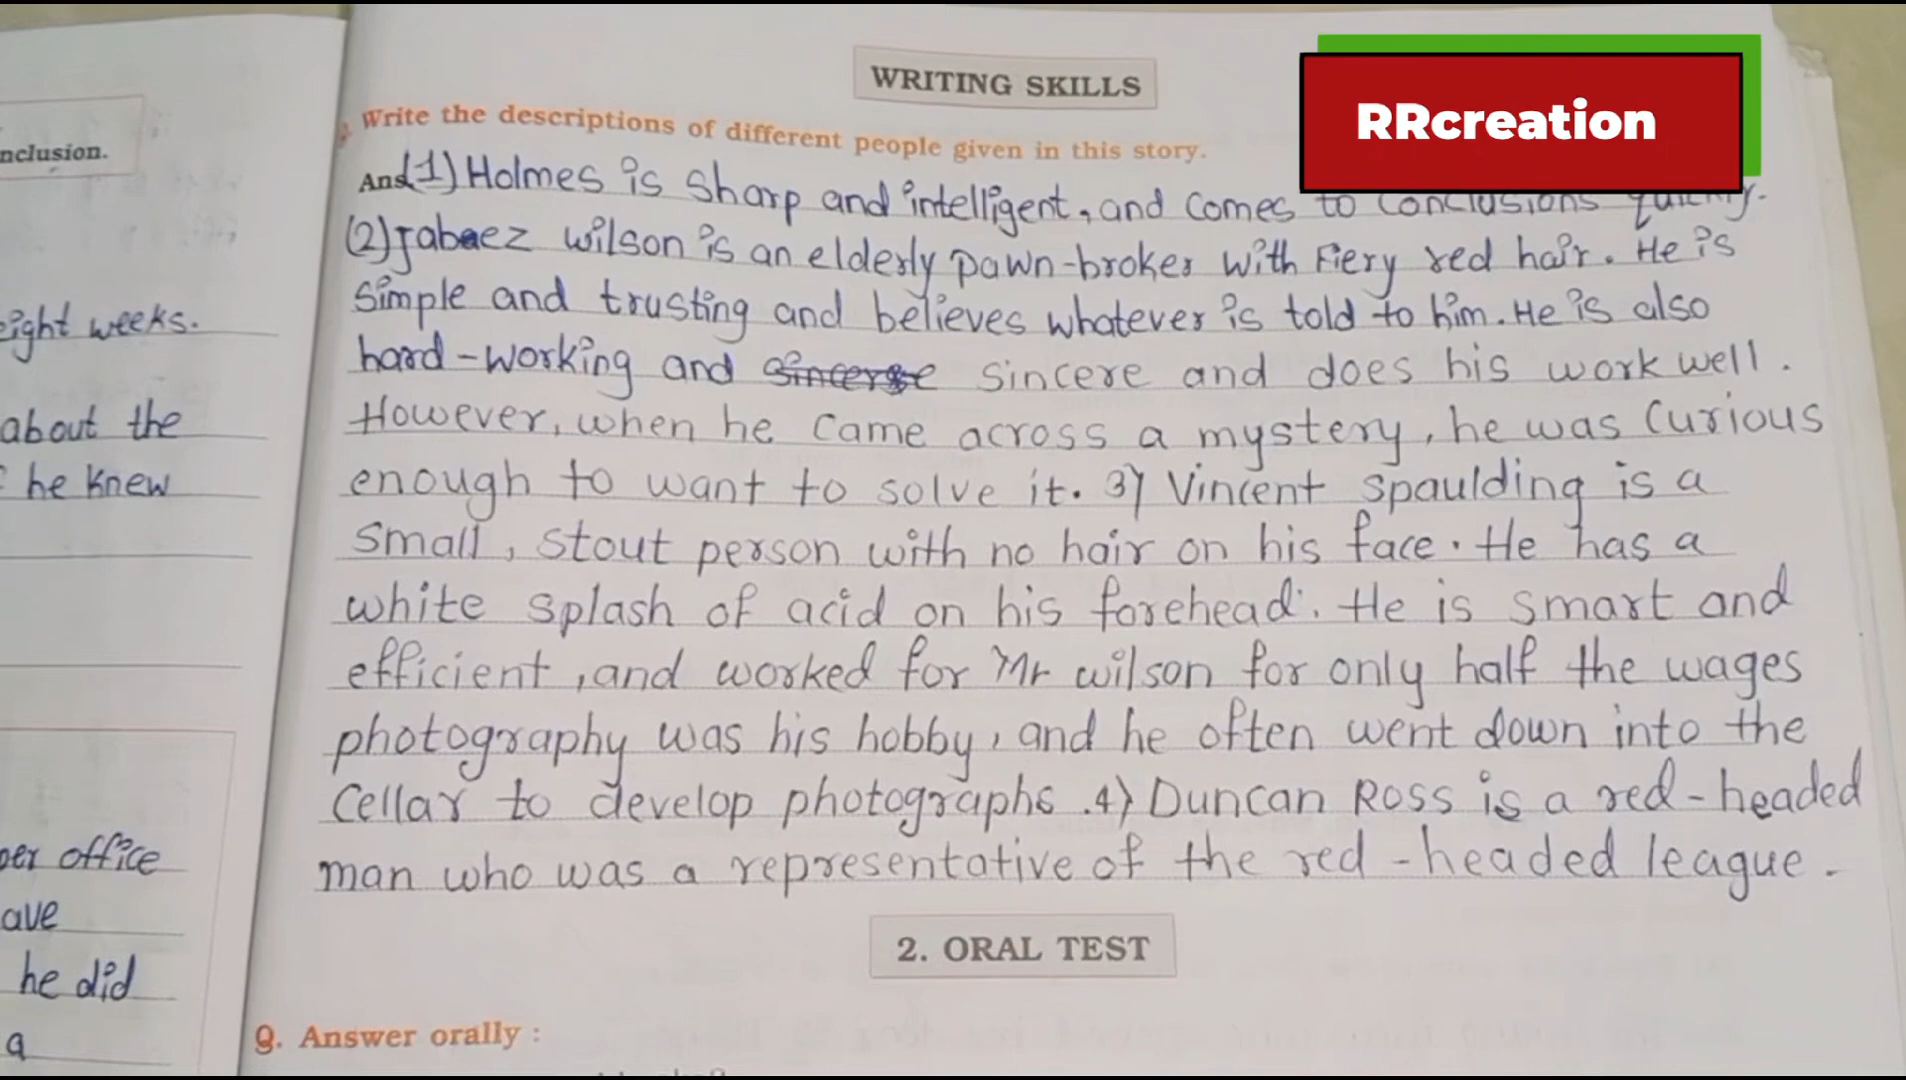 WRITING SKILLS
RRcreation
Write the descriptions of different people given in this story.
Ans (1) Holmes is sharp and intelligent, and comes to conclusions quickly.
(2) Jabaez wilson is an elderly pawn-broker with Fiery red hair. He is
simple and trusting and believes whatever is told to him. He is also
hard-working and sincere sincere and does his work well.
However, when he came across a mystery, he was curious
enough to want to solve it. 3) Vincent spaulding is a
small, stout person with no hair on his face. He has a
white splash of acid on his forehead. He is smart and
efficient, and worked for Mr wilson for only half the wages
photography was his hobby, and he often went down into the
cellar to develop photographs. 4) Duncan Ross is a red-headed
man who was a representative of the red-headed league.
2. ORAL TEST
9. Answer orally :
nclusion.
eight weeks.
about the
he knew
per office
ave
he did
a